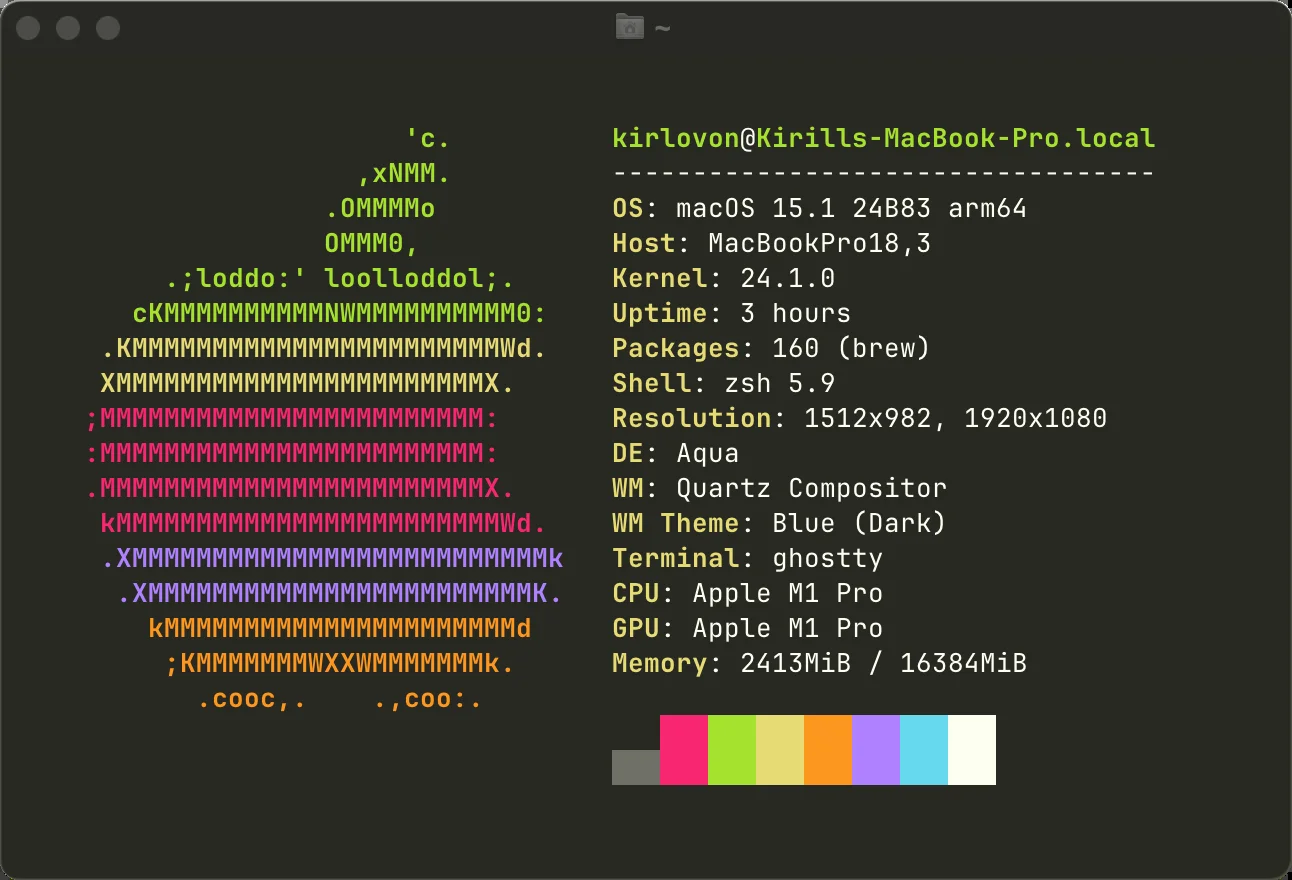 ~
'c.
,xNMM.
.OMMMMo
OMMM0,
.;loddo:' loolloddol;.
cKMMMMMMMMMMNWMMMMMMMMMM0:
.KMMMMMMMMMMMMMMMMMMMMMMMWd.
XMMMMMMMMMMMMMMMMMMMMMMMX.
;MMMMMMMMMMMMMMMMMMMMMMMM:
:MMMMMMMMMMMMMMMMMMMMMMMM:
.MMMMMMMMMMMMMMMMMMMMMMMMX.
kMMMMMMMMMMMMMMMMMMMMMMMMWd.
.XMMMMMMMMMMMMMMMMMMMMMMMMMMk
.XMMMMMMMMMMMMMMMMMMMMMMMMK.
kMMMMMMMMMMMMMMMMMMMMMMd
;KMMMMMMMWXXWMMMMMMMk.
.cooc,.    .,coo:.
kirlovon@Kirills-MacBook-Pro.local
----------------------------------
OS: macOS 15.1 24B83 arm64
Host: MacBookPro18,3
Kernel: 24.1.0
Uptime: 3 hours
Packages: 160 (brew)
Shell: zsh 5.9
Resolution: 1512x982, 1920x1080
DE: Aqua
WM: Quartz Compositor
WM Theme: Blue (Dark)
Terminal: ghostty
CPU: Apple M1 Pro
GPU: Apple M1 Pro
Memory: 2413MiB / 16384MiB